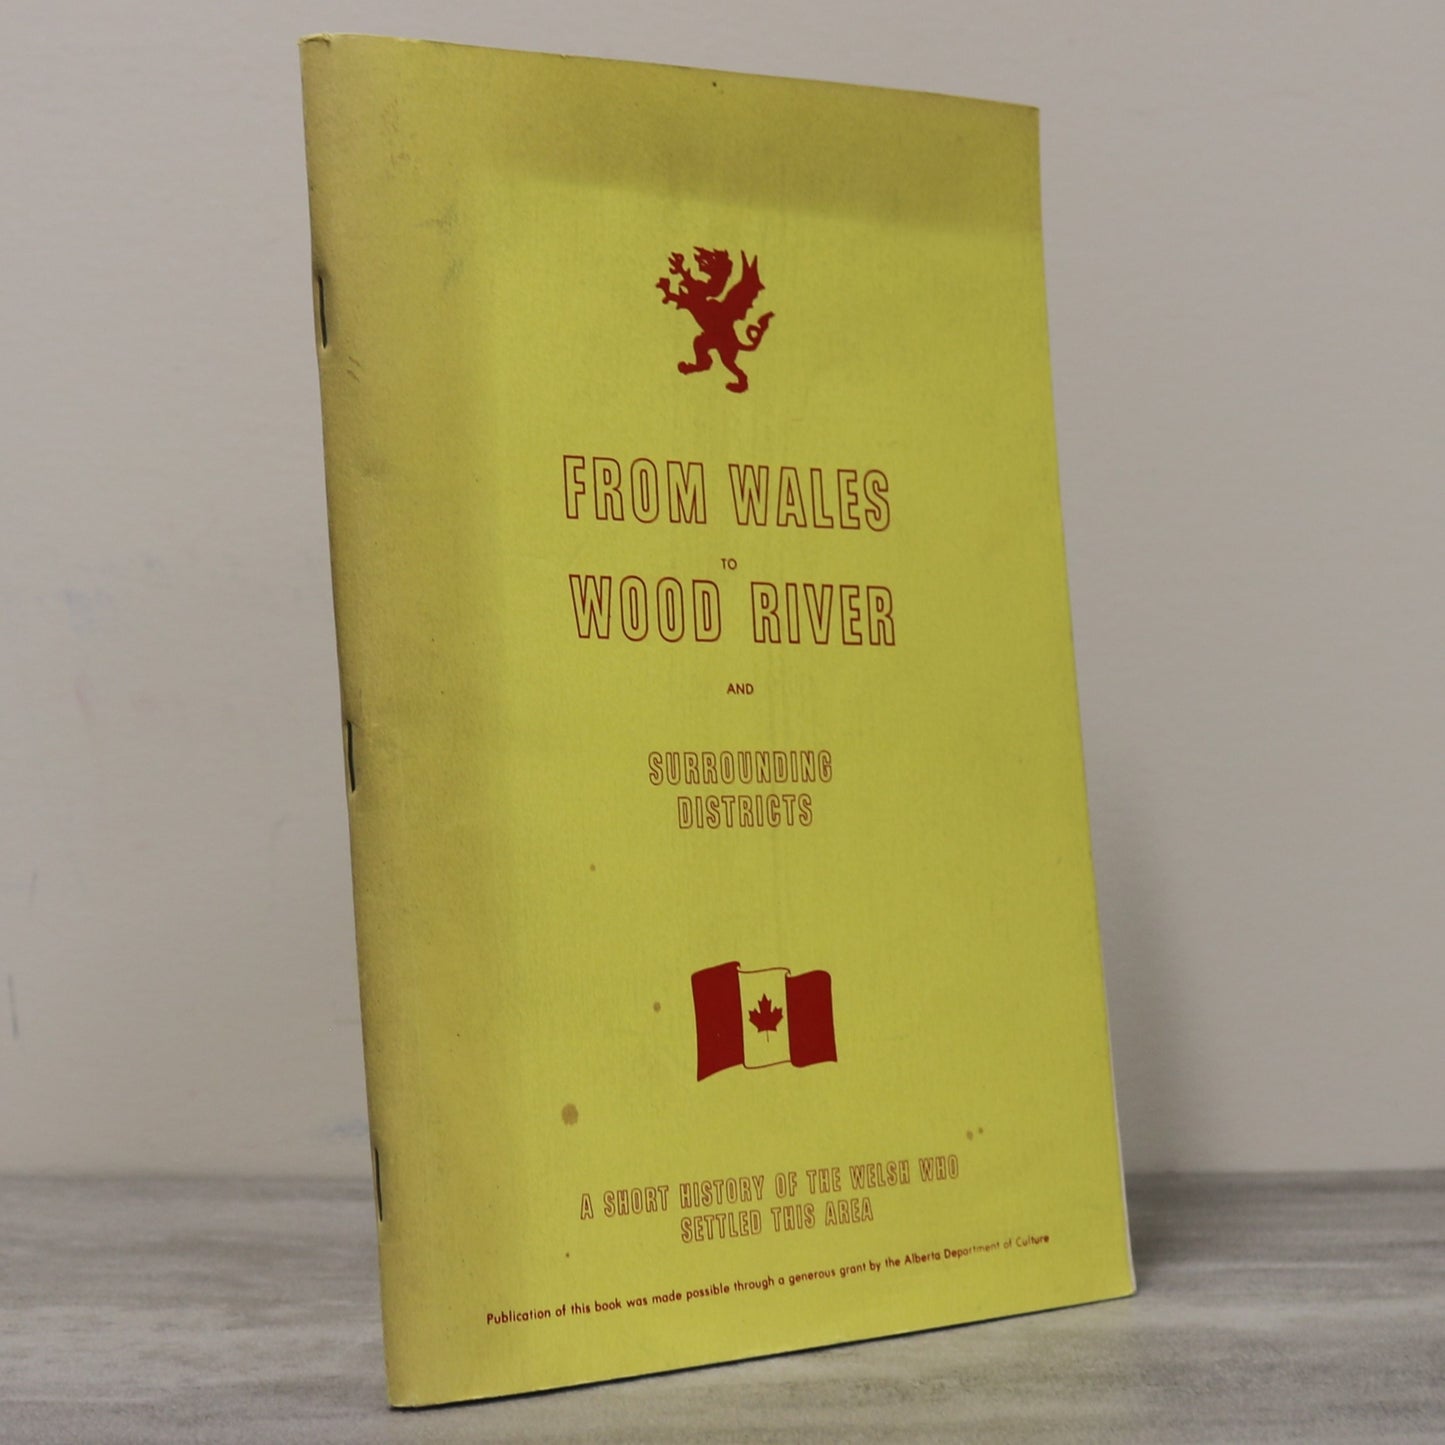 FROM WALES
TO
WOOD RIVER
AND
SURROUNDING
DISTRICTS
A SHORT HISTORY OF THE WELSH WHO
SETTLED THIS AREA
Publication of this book was made possible through a generous grant by the Alberta Department of Culture